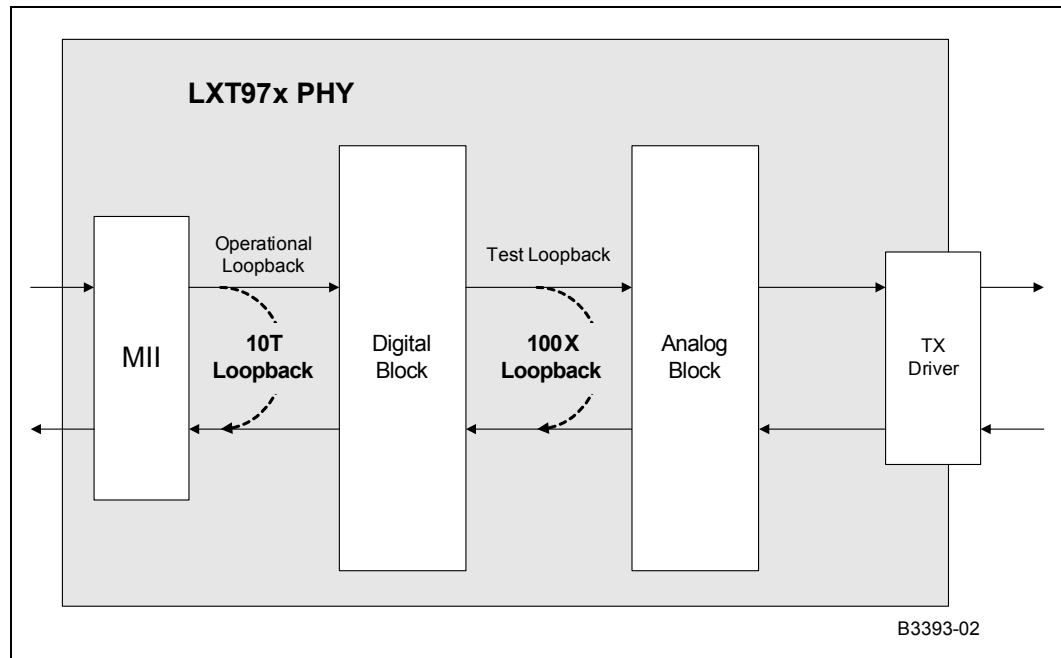 LXT97x PHY
Operational
Loopback
Test Loopback
MII
10T
Loopback
Digital
Block
100X
Loopback
Analog
Block
TX
Driver
B3393-02